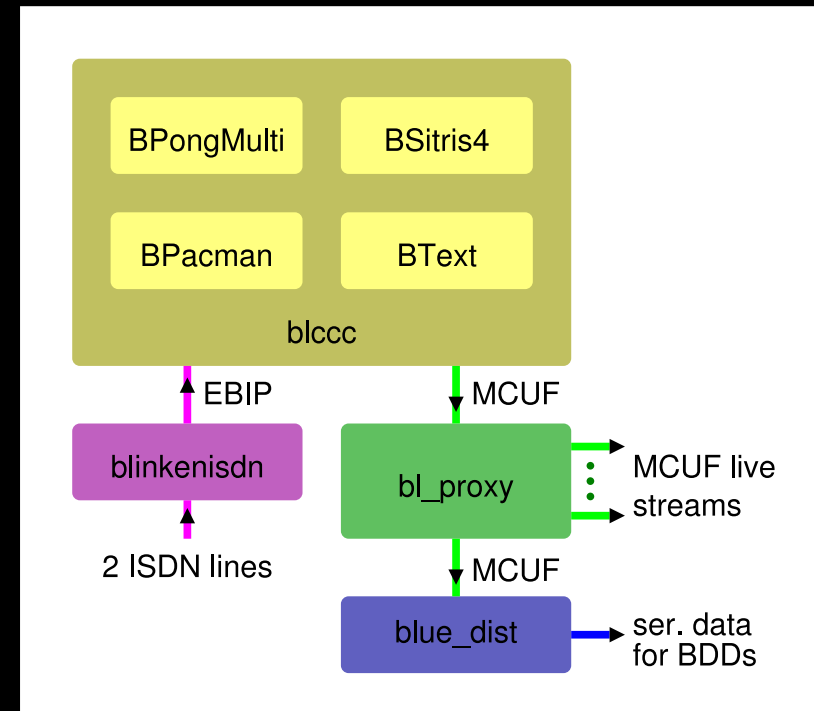 BPongMulti
BSitris4
BPacman
BText
blccc
EBIP
MCUF
blinkenisdn
bl_proxy
MCUF live
streams
2 ISDN lines
MCUF
blue_dist
ser. data
for BDDs